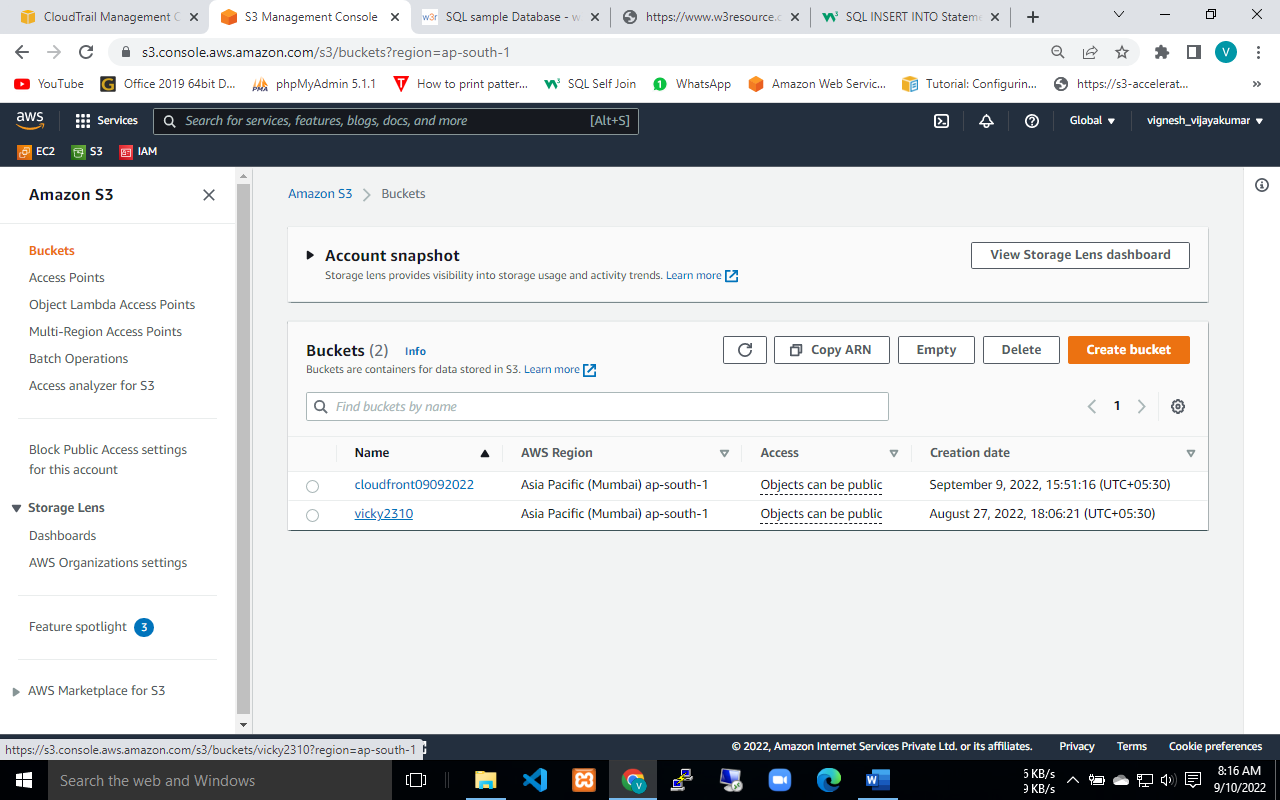 CloudTrail Management C
S3 Management Console
w3r SQL sample Database - w
https://www.w3resource.c
SQL INSERT INTO Statem
s3.console.aws.amazon.com/s3/buckets?region=ap-south-1
V
YouTube
Office 2019 64bit D...
phpMyAdmin 5.1.1
How to print patter...
SQL Self Join
1 WhatsApp
Amazon Web Servic...
Tutorial: Configurin...
https://s3-accelerat...
»
aws
Services
Search for services, features, blogs, docs, and more [Alt+S]
Global
vignesh_vijayakumar
EC2
S3
IAM
Amazon S3
Buckets
Access Points
Object Lambda Access Points
Multi-Region Access Points
Batch Operations
Access analyzer for S3
Block Public Access settings
for this account
Storage Lens
Dashboards
AWS Organizations settings
Feature spotlight 3
AWS Marketplace for S3
Amazon S3 Buckets
Account snapshot
Storage lens provides visibility into storage usage and activity trends. Learn more
View Storage Lens dashboard
Buckets (2) Info
Buckets are containers for data stored in S3. Learn more
Copy ARN
Empty
Delete
Create bucket
Find buckets by name
1
Name AWS Region Access Creation date
cloudfront09092022 Asia Pacific (Mumbai) ap-south-1 Objects can be public September 9, 2022, 15:51:16 (UTC+05:30)
vicky2310 Asia Pacific (Mumbai) ap-south-1 Objects can be public August 27, 2022, 18:06:21 (UTC+05:30)
https://s3.console.aws.amazon.com/s3/buckets/vicky2310?region=ap-south-1
© 2022, Amazon Internet Services Private Ltd. or its affiliates. Privacy Terms Cookie preferences
Search the web and Windows
KB/s
9 KB/s
8:16 AM
9/10/2022